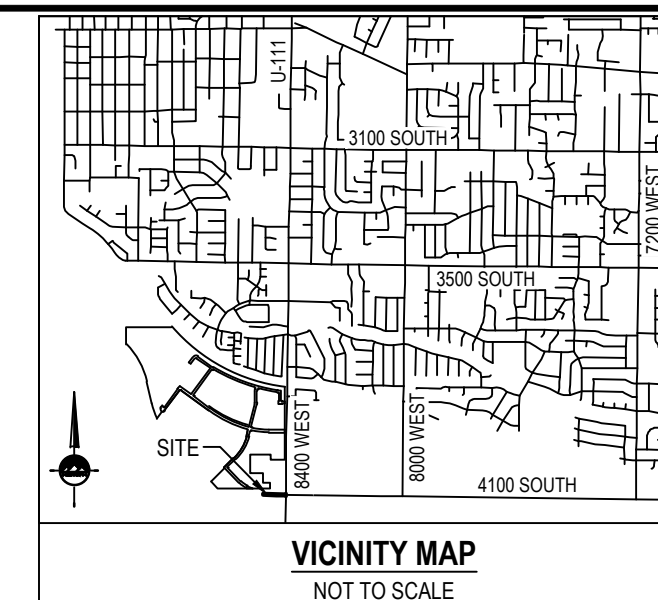 U-111
3100 SOUTH
7200 WEST
3500 SOUTH
8400 WEST
8000 WEST
SITE
4100 SOUTH
VICINITY MAP
NOT TO SCALE